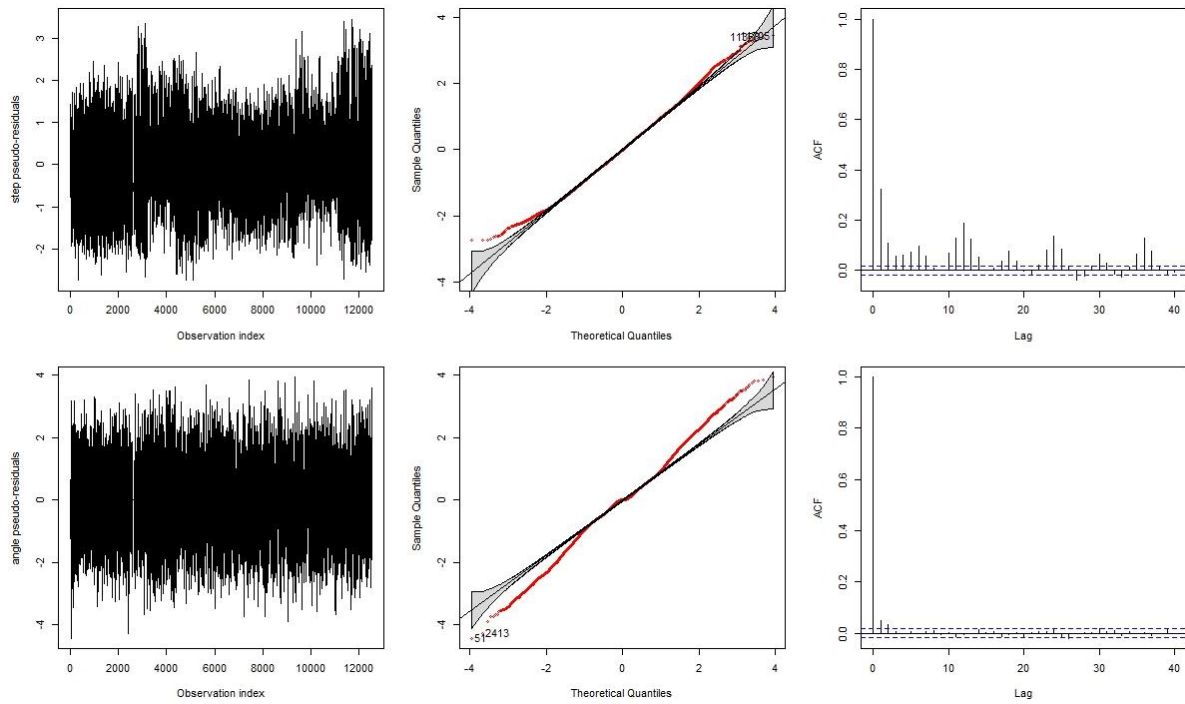 step pseudo-residuals
3
2
1
0
-1
-2
0 2000 4000 6000 8000 10000 12000
Observation index
Sample Quantiles
4
2
0
-2
-4
-4 -2 0 2 4
Theoretical Quantiles
ACF
1.0
0.8
0.6
0.4
0.2
0.0
0 10 20 30 40
Lag
angle pseudo-residuals
4
2
0
-2
-4
0 2000 4000 6000 8000 10000 12000
Observation index
Sample Quantiles
4
2
0
-2
-4
51
2413
-4 -2 0 2 4
Theoretical Quantiles
ACF
1.0
0.8
0.6
0.4
0.2
0.0
0 10 20 30 40
Lag